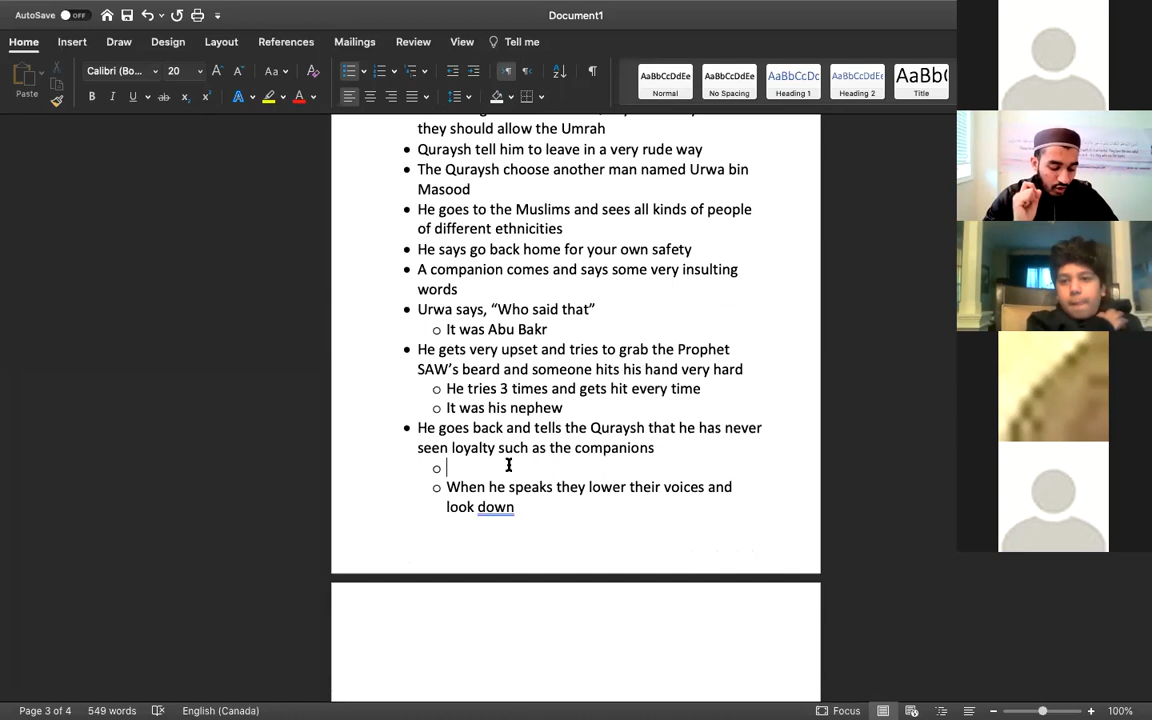 AutoSave OFF Document1
Home Insert Draw Design Layout References Mailings Review View Tell me
Paste Calibri (Bo... 20 Aa
AaBbCcDdEe AaBbCcDdEe AaBbCcDc AaBbCcDdEe AaBb(
B I U ab x₂ x² A A
Normal No Spacing Heading 1 Heading 2 Title
they should allow the Umrah
• Quraysh tell him to leave in a very rude way
• The Quraysh choose another man named Urwa bin
Masood
• He goes to the Muslims and sees all kinds of people
of different ethnicities
• He says go back home for your own safety
• A companion comes and says some very insulting
words
• Urwa says, “Who said that”
o It was Abu Bakr
• He gets very upset and tries to grab the Prophet
SAW’s beard and someone hits his hand very hard
o He tries 3 times and gets hit every time
o It was his nephew
• He goes back and tells the Quraysh that he has never
seen loyalty such as the companions
o
o When he speaks they lower their voices and
look down
Page 3 of 4 549 words English (Canada) Focus 100%